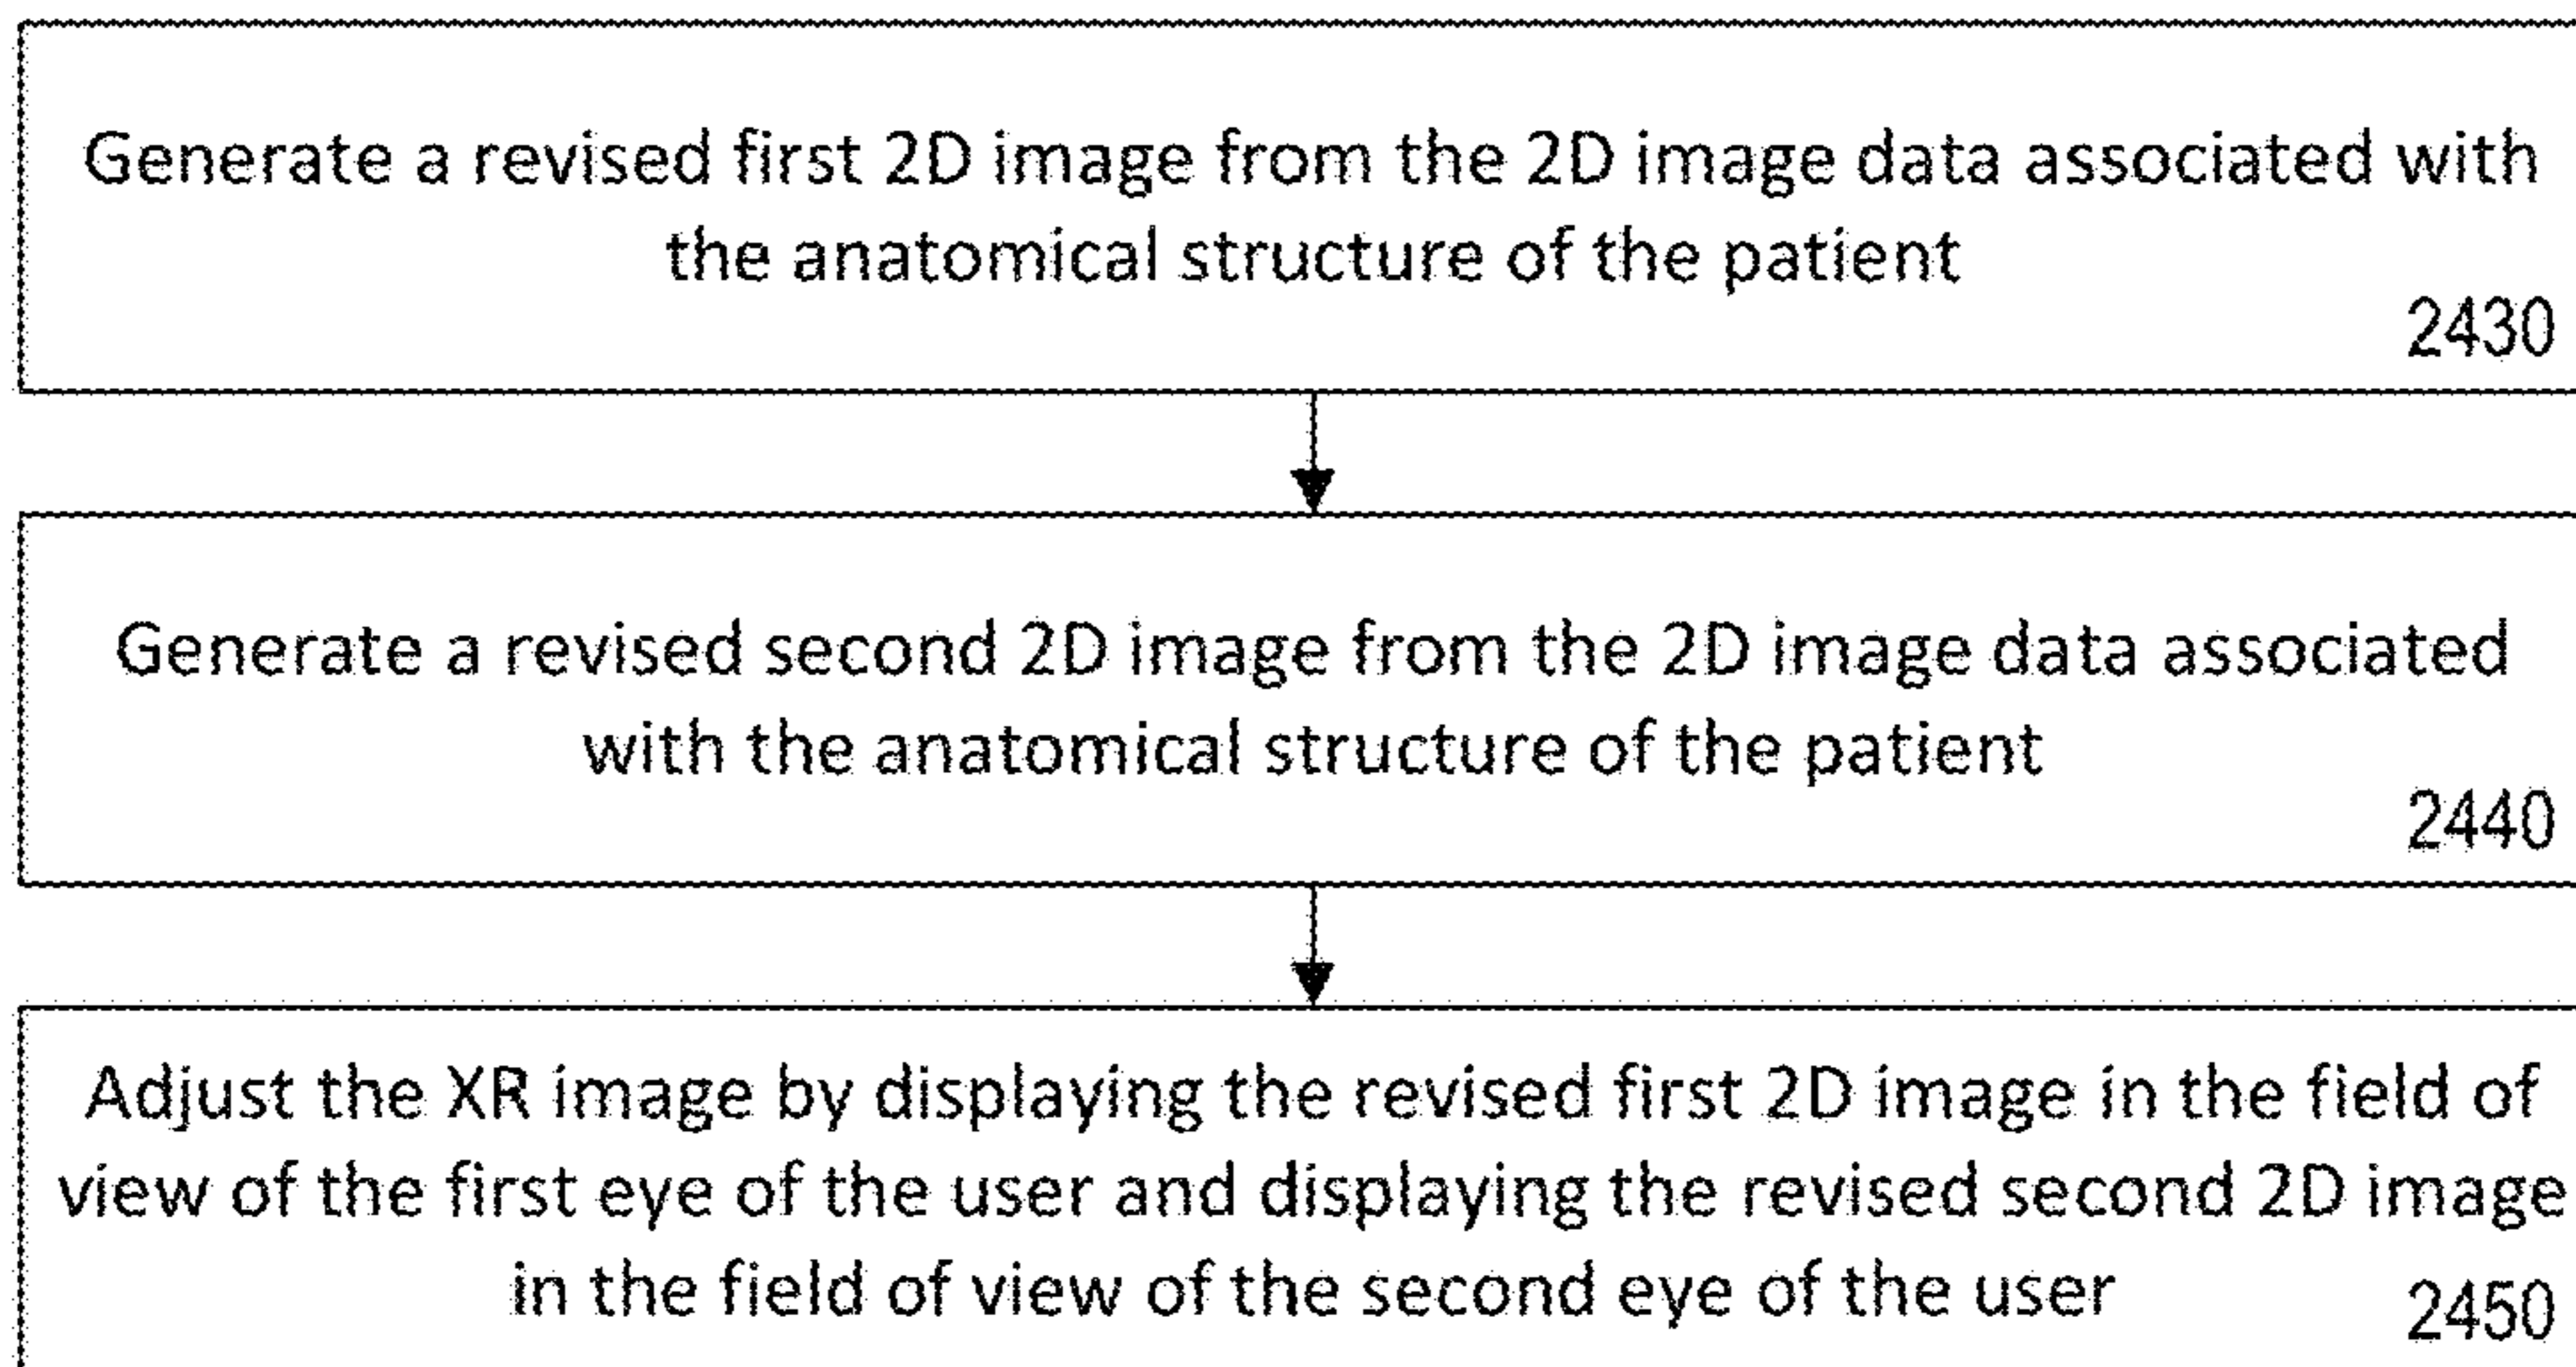 Generate a revised first 2D image from the 2D image data associated with
the anatomical structure of the patient
2430
Generate a revised second 2D image from the 2D image data associated
with the anatomical structure of the patient
2440
Adjust the XR image by displaying the revised first 2D image in the field of
view of the first eye of the user and displaying the revised second 2D image
in the field of view of the second eye of the user
2450